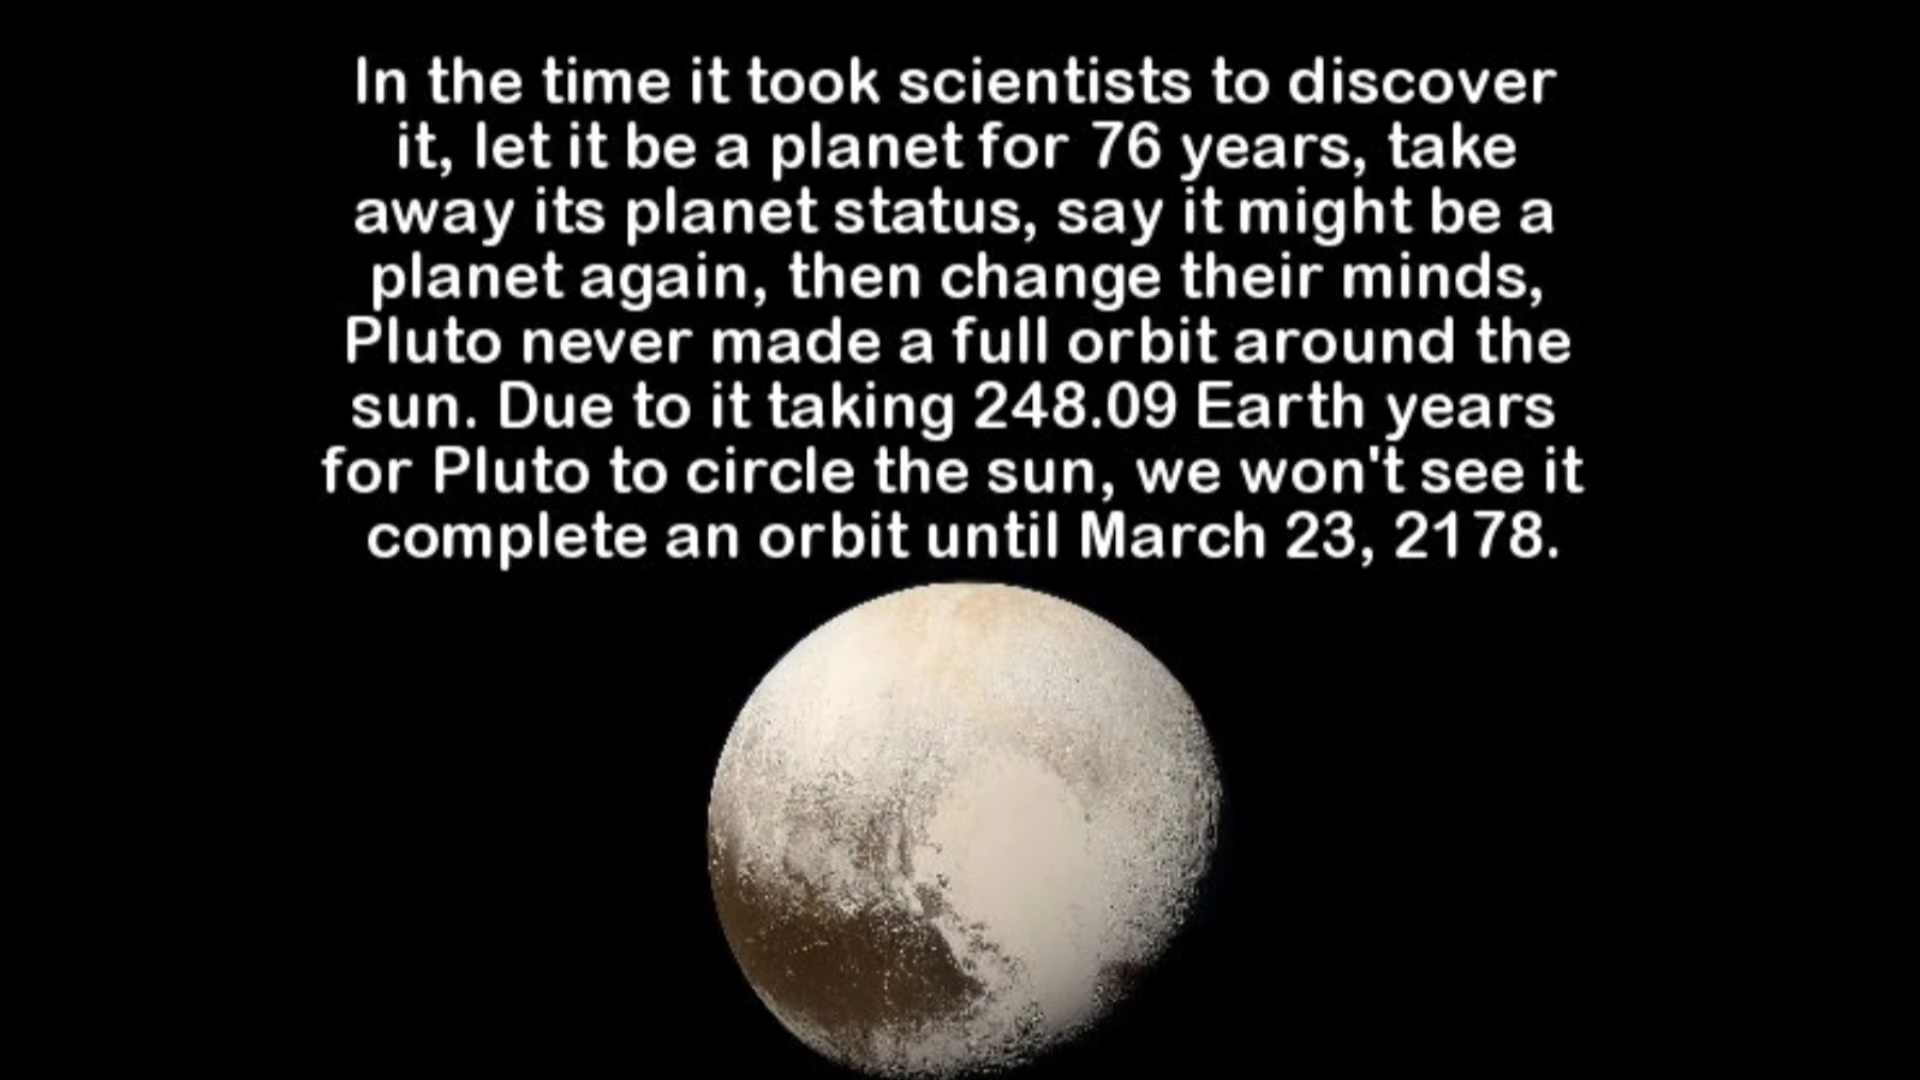 In the time it took scientists to discover
it, let it be a planet for 76 years, take
away its planet status, say it might be a
planet again, then change their minds,
Pluto never made a full orbit around the
sun. Due to it taking 248.09 Earth years
for Pluto to circle the sun, we won't see it
complete an orbit until March 23, 2178.